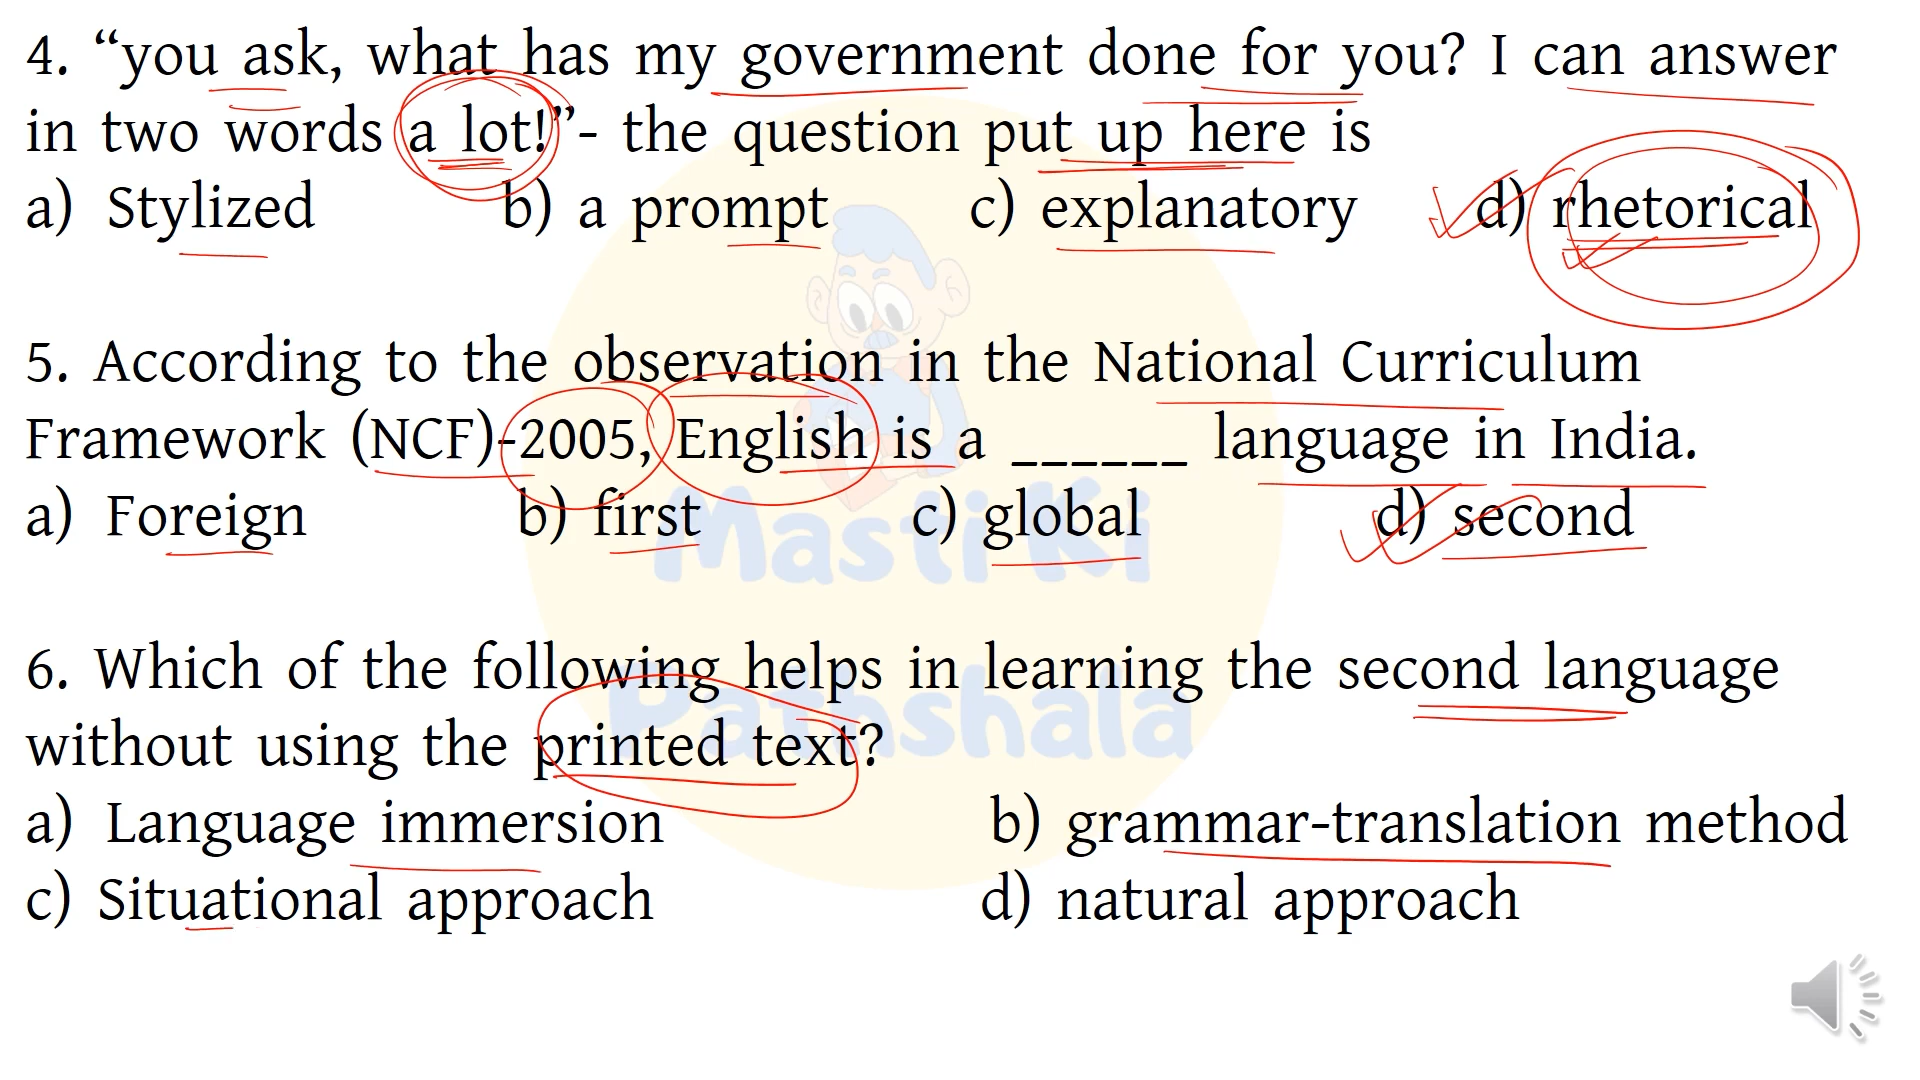 4. “you ask, what has my government done for you? I can answer
in two words a lot!”- the question put up here is
a) Stylized b) a prompt c) explanatory d) rhetorical
5. According to the observation in the National Curriculum
Framework (NCF)-2005, English is a ______ language in India.
a) Foreign b) first c) global d) second
6. Which of the following helps in learning the second language
without using the printed text?
a) Language immersion b) grammar-translation method
c) Situational approach d) natural approach
Masti Ki
Pathshala